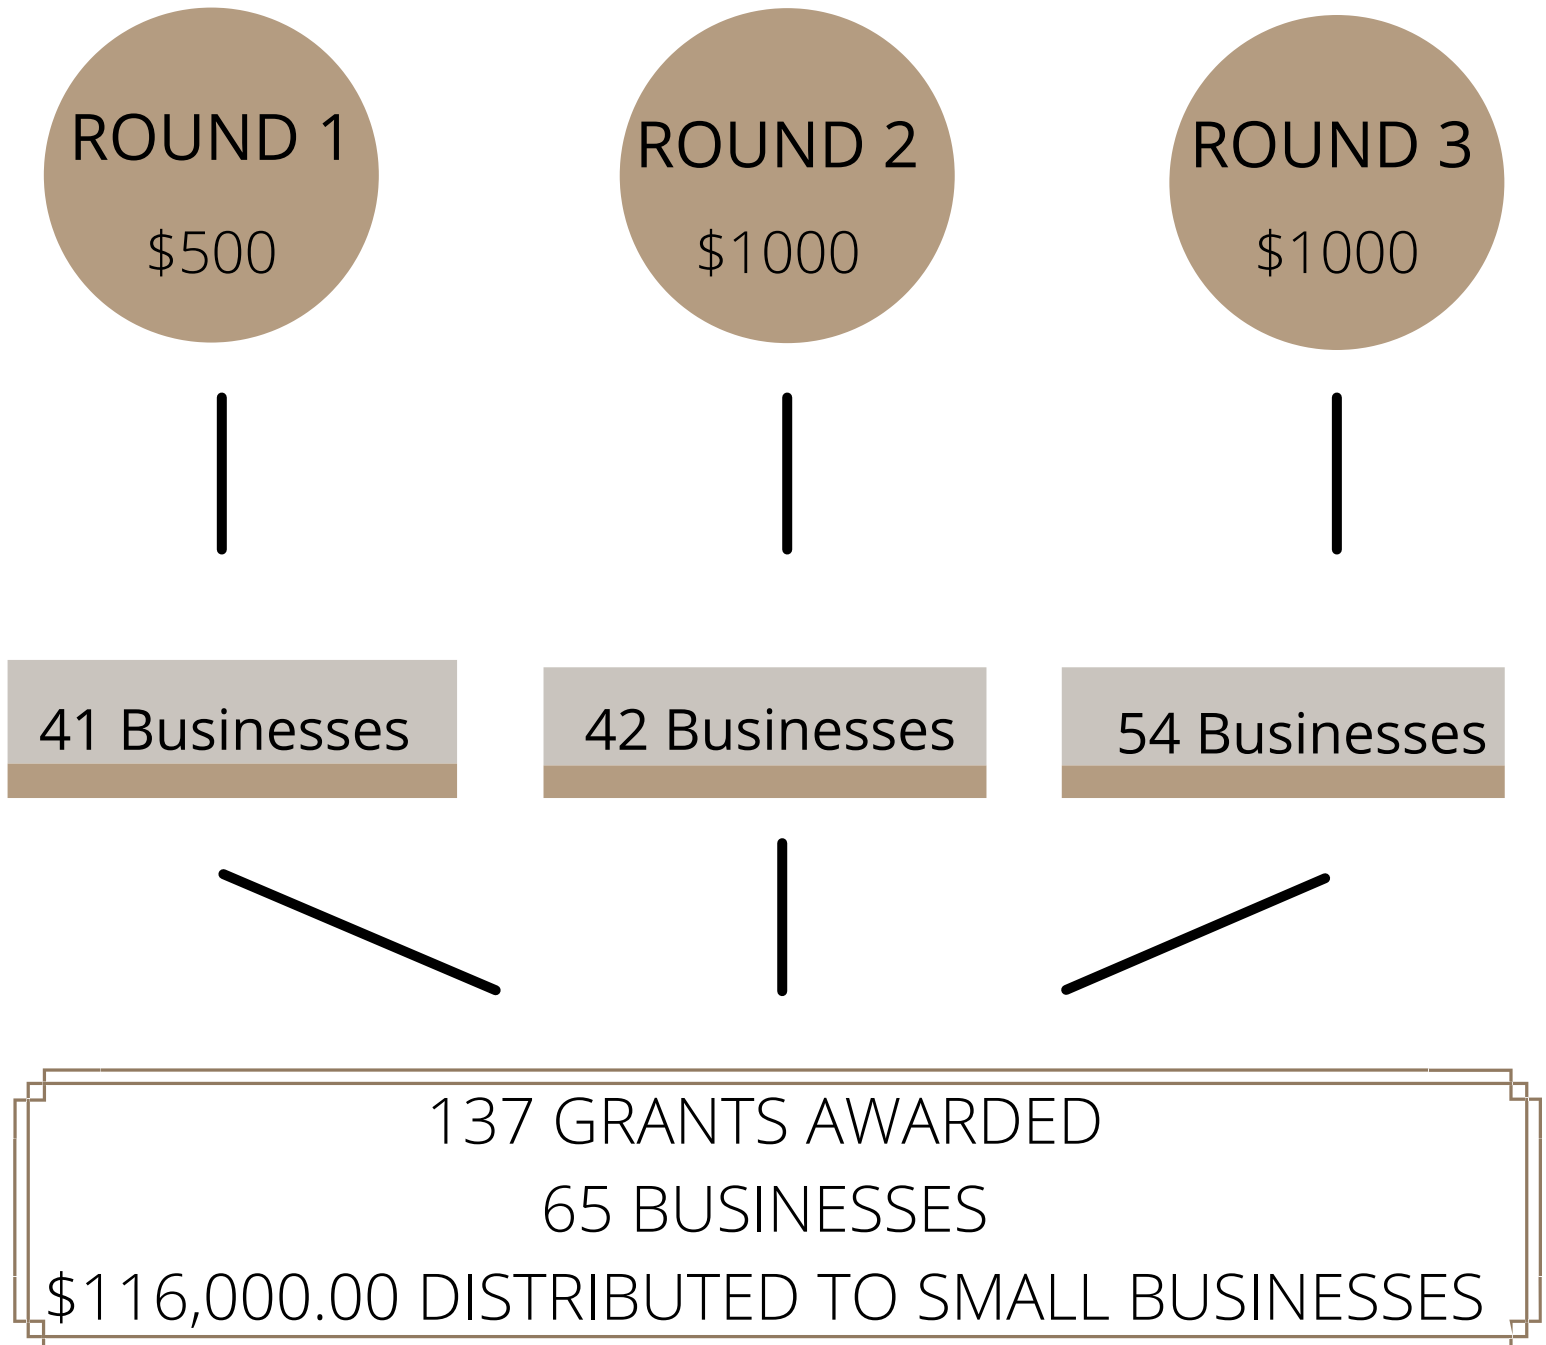 ROUND 1
$500
ROUND 2
$1000
ROUND 3
$1000
41 Businesses
42 Businesses
54 Businesses
137 GRANTS AWARDED
65 BUSINESSES
$116,000.00 DISTRIBUTED TO SMALL BUSINESSES